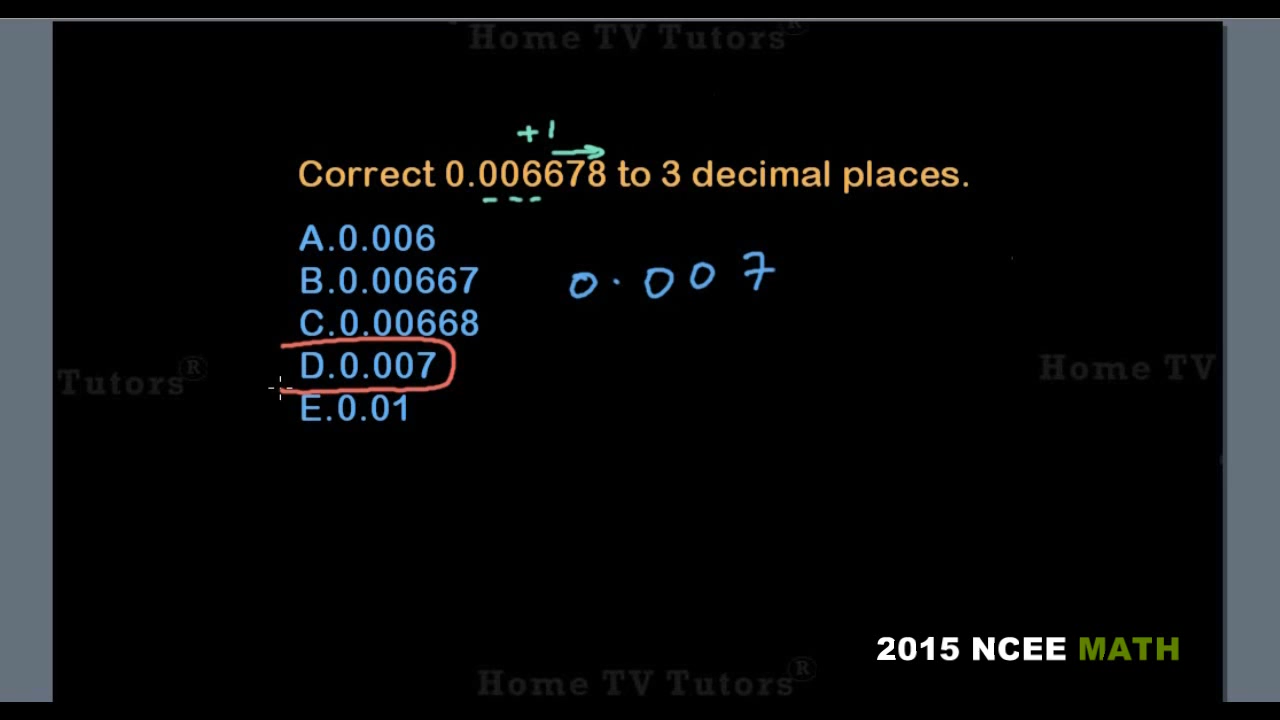 Home TV Tutors®
+1
Correct 0.006678 to 3 decimal places.
A.0.006
B.0.00667
0.007
C.0.00668
D.0.007
Tutors®
Home TV
E.0.01
2015 NCEE MATH
Home TV Tutors®